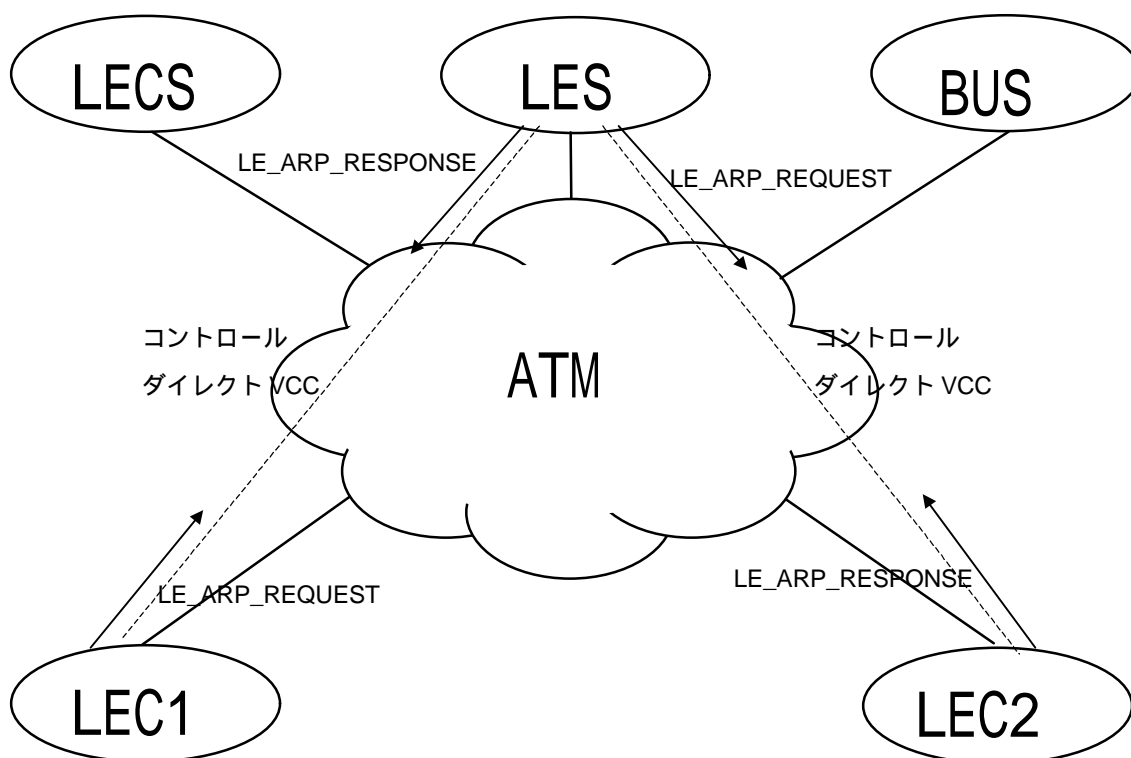 LECS
LES
BUS
LE_ARP_RESPONSE
LE_ARP_REQUEST
コントロール
ダイレクト VCC
コントロール
ダイレクト VCC
ATM
LE_ARP_REQUEST
LE_ARP_RESPONSE
LEC1
LEC2